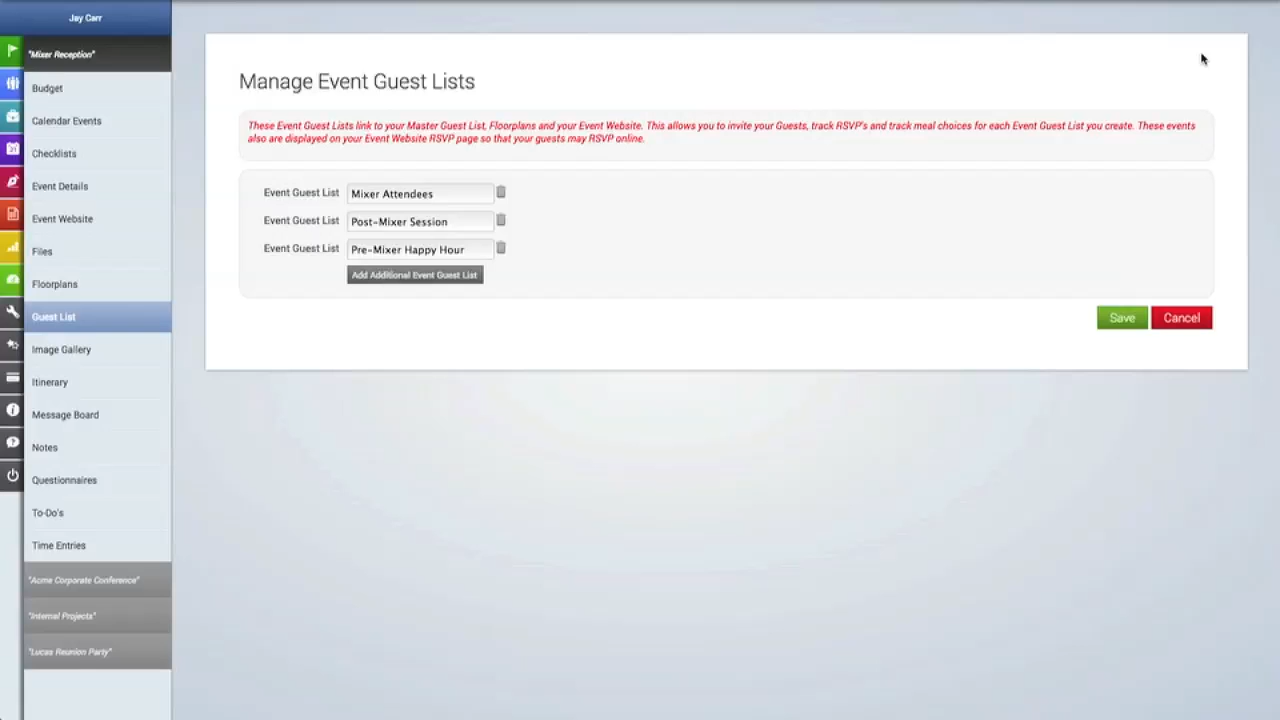 Jay Carr
"Mixer Reception"
Budget
Calendar Events
Checklists
Event Details
Event Website
Files
Floorplans
Guest List
Image Gallery
Itinerary
Message Board
Notes
Questionnaires
To-Do's
Time Entries
"Acme Corporate Conference"
"Internal Projects"
"Lucas Reunion Party"
Manage Event Guest Lists
These Event Guest Lists link to your Master Guest List, Floorplans and your Event Website. This allows you to invite your Guests, track RSVP's and track meal choices for each Event Guest List you create. These events
also are displayed on your Event Website RSVP page so that your guests may RSVP online.
Event Guest List Mixer Attendees
Event Guest List Post-Mixer Session
Event Guest List Pre-Mixer Happy Hour
Add Additional Event Guest List
Save Cancel